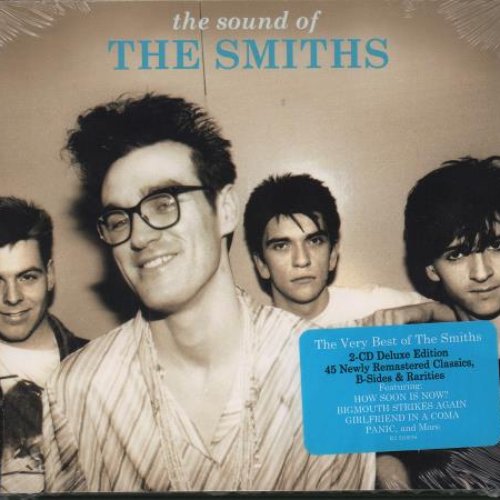 the sound of
THE SMITHS
The Very Best of The Smiths
2-CD Deluxe Edition
45 Newly Remastered Classics,
B-Sides & Rarities
Featuring:
HOW SOON IS NOW?
BIGMOUTH STRIKES AGAIN
GIRLFRIEND IN A COMA
PANIC, and More